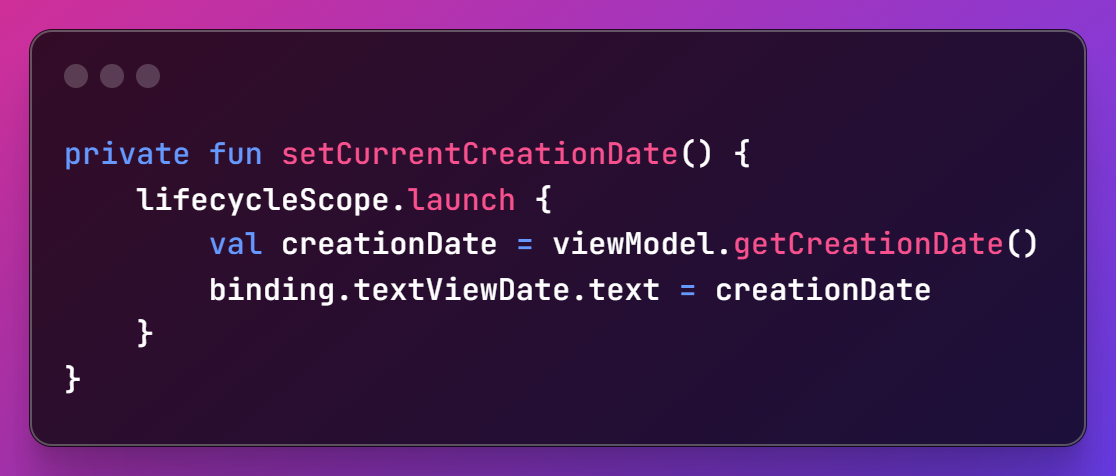 private fun setCurrentCreationDate() {
    lifecycleScope.launch {
        val creationDate = viewModel.getCreationDate()
        binding.textViewDate.text = creationDate
    }
}